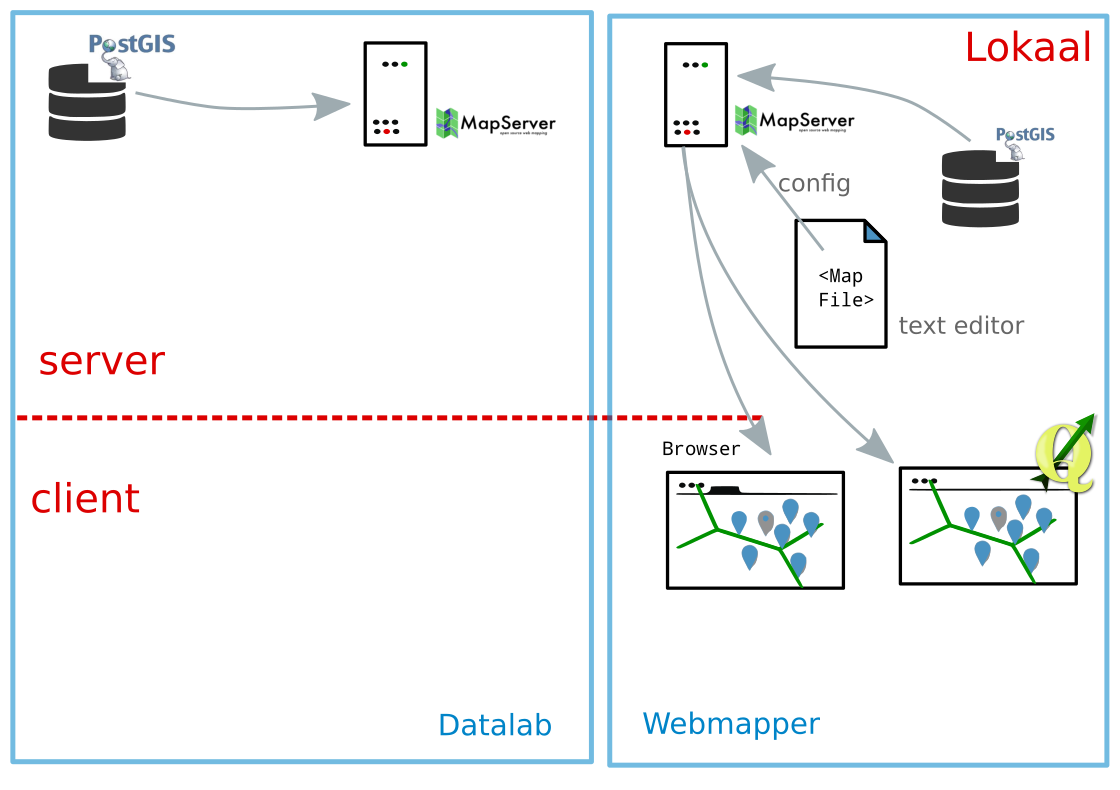 PostGIS
MapServer
open source web mapping
server
client
Datalab
Lokaal
MapServer
open source web mapping
PostGIS
config
<Map
File>
text editor
Browser
Q
Webmapper